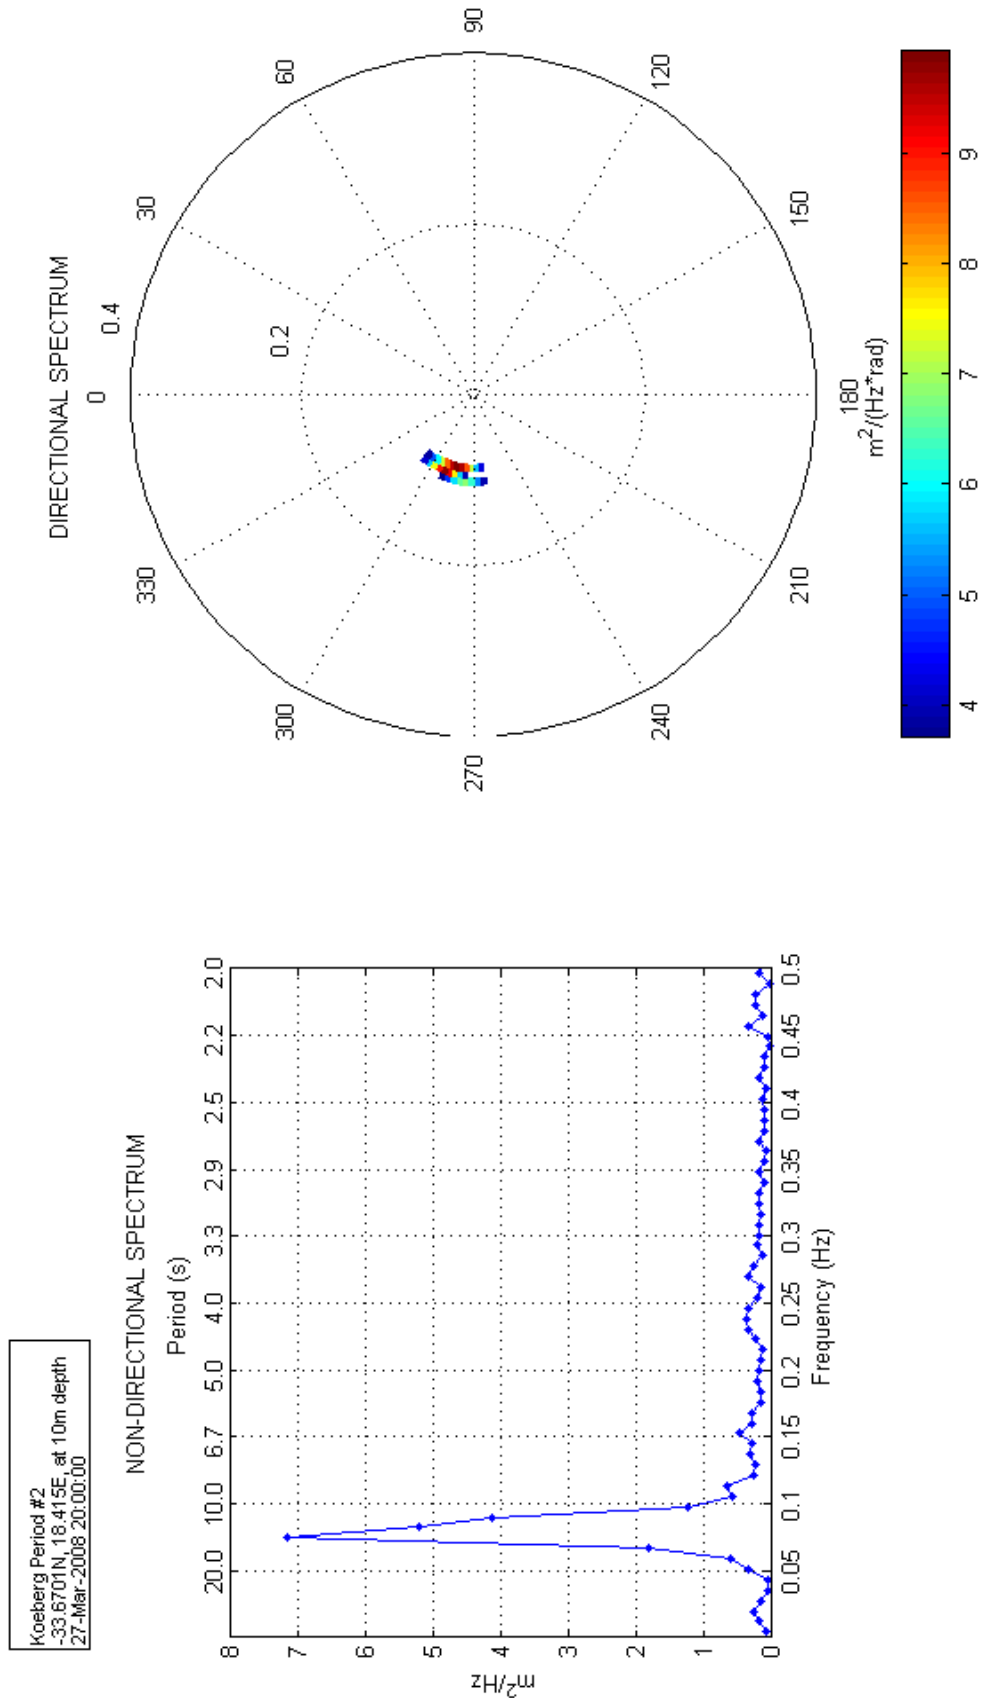 Koeberg Period #2
-33.6701N, 18.415E, at 10m depth
27-Mar-2008 20:00:00
NON-DIRECTIONAL SPECTRUM
Period (s)
20.0 10.0 6.7 5.0 4.0 3.3 2.9 2.5 2.2 2.0
8
7
6
5
4
3
2
1
0
m²/Hz
0.05 0.1 0.15 0.2 0.25 0.3 0.35 0.4 0.45 0.5
Frequency (Hz)
DIRECTIONAL SPECTRUM
0
0.4
30
0.2
60
90
120
150
180
210
240
270
300
330
m²/(Hz*rad)
4 5 6 7 8 9